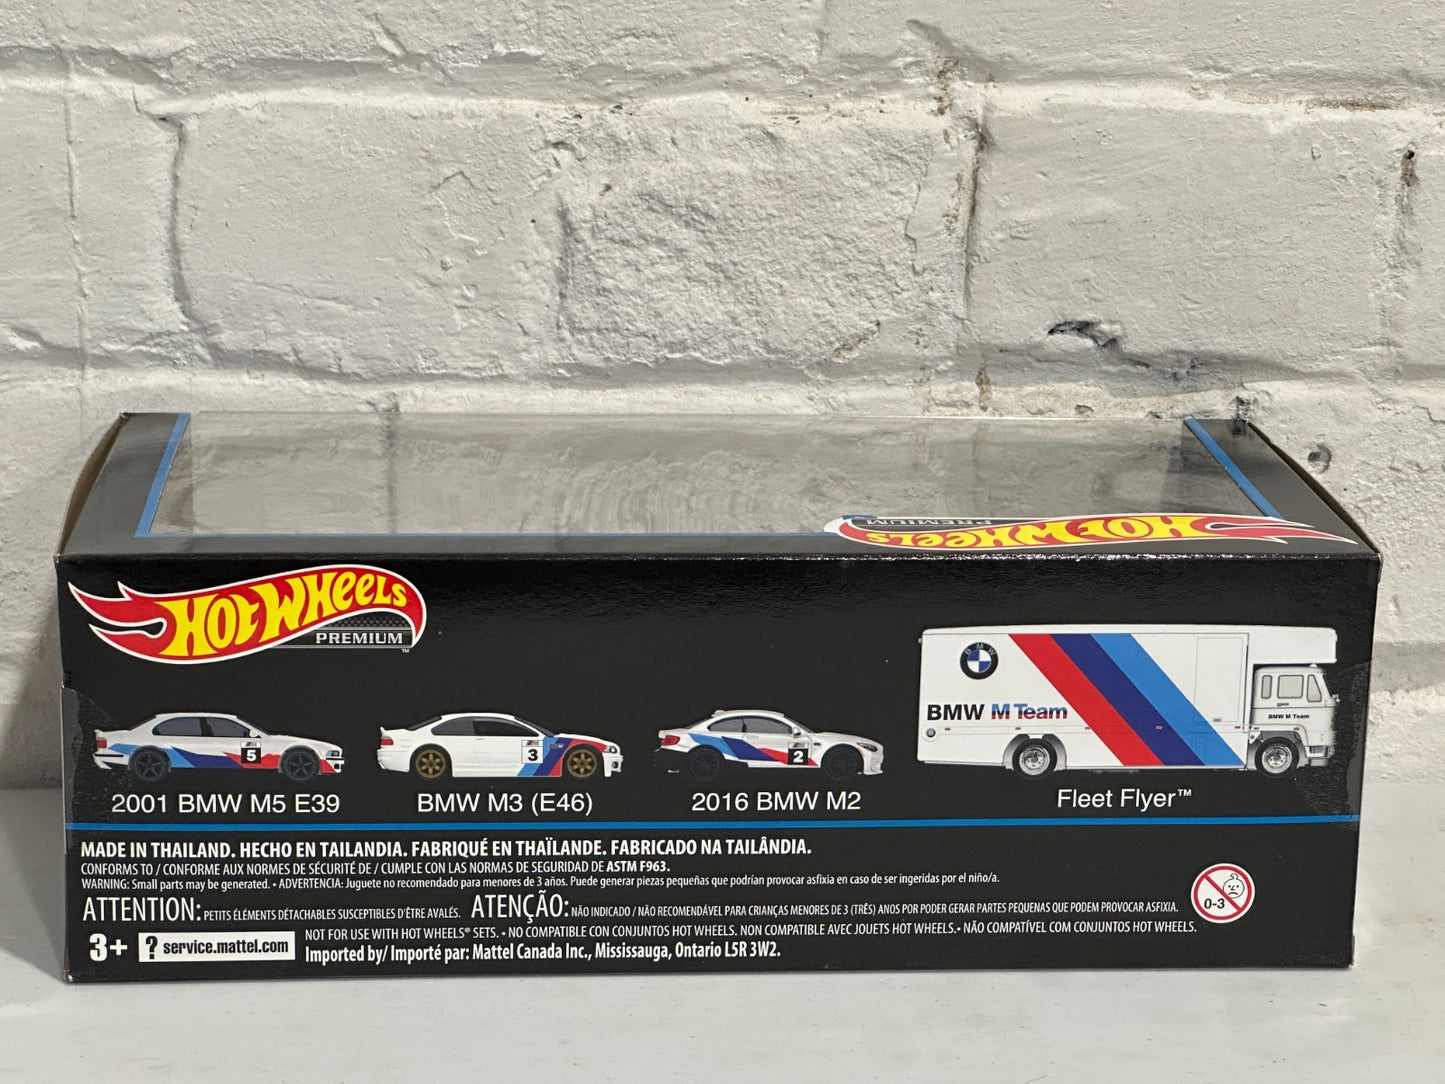 HOT WHEELS
PREMIUM
HOT WHEELS
PREMIUM
™
BMW
BMW M Team
BMW M Team
5
3
2
2001 BMW M5 E39
BMW M3 (E46)
2016 BMW M2
Fleet Flyer™
MADE IN THAILAND. HECHO EN TAILANDIA. FABRIQUÉ EN THAÏLANDE. FABRICADO NA TAILÂNDIA.
CONFORMS TO / CONFORME AUX NORMES DE SÉCURITÉ DE / CUMPLE CON LAS NORMAS DE SEGURIDAD DE ASTM F963.
WARNING: Small parts may be generated. • ADVERTENCIA: Juguete no recomendado para menores de 3 años. Puede generar piezas pequeñas que podrían provocar asfixia en caso de ser ingeridas por el niño/a.
ATTENTION: PETITS ÉLÉMENTS DÉTACHABLES SUSCEPTIBLES D'ÊTRE AVALÉS. ATENÇÃO: NÃO INDICADO / NÃO RECOMENDÁVEL PARA CRIANÇAS MENORES DE 3 (TRÊS) ANOS POR PODER GERAR PARTES PEQUENAS QUE PODEM PROVOCAR ASFIXIA.
0-3
3+ ? service.mattel.com
NOT FOR USE WITH HOT WHEELS® SETS. • NO COMPATIBLE CON CONJUNTOS HOT WHEELS. NON COMPATIBLE AVEC JOUETS HOT WHEELS. • NÃO COMPATÍVEL COM CONJUNTOS HOT WHEELS.
Imported by/ Importé par: Mattel Canada Inc., Mississauga, Ontario L5R 3W2.